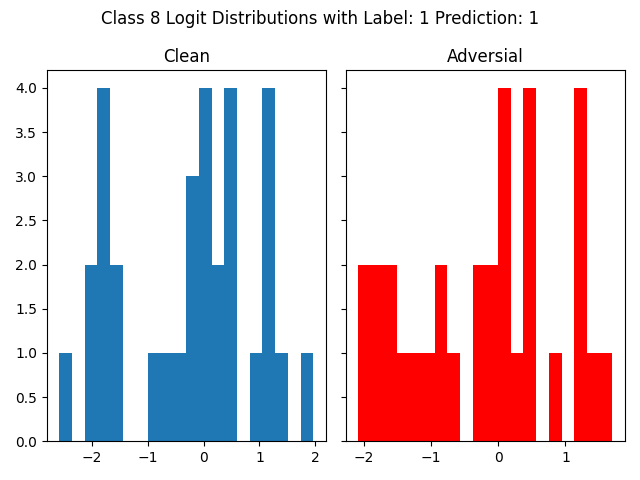 Class 8 Logit Distributions with Label: 1 Prediction: 1
Clean
Adversial
4.0
3.5
3.0
2.5
2.0
1.5
1.0
0.5
0.0
−2 −1 0 1 2
−2 −1 0 1